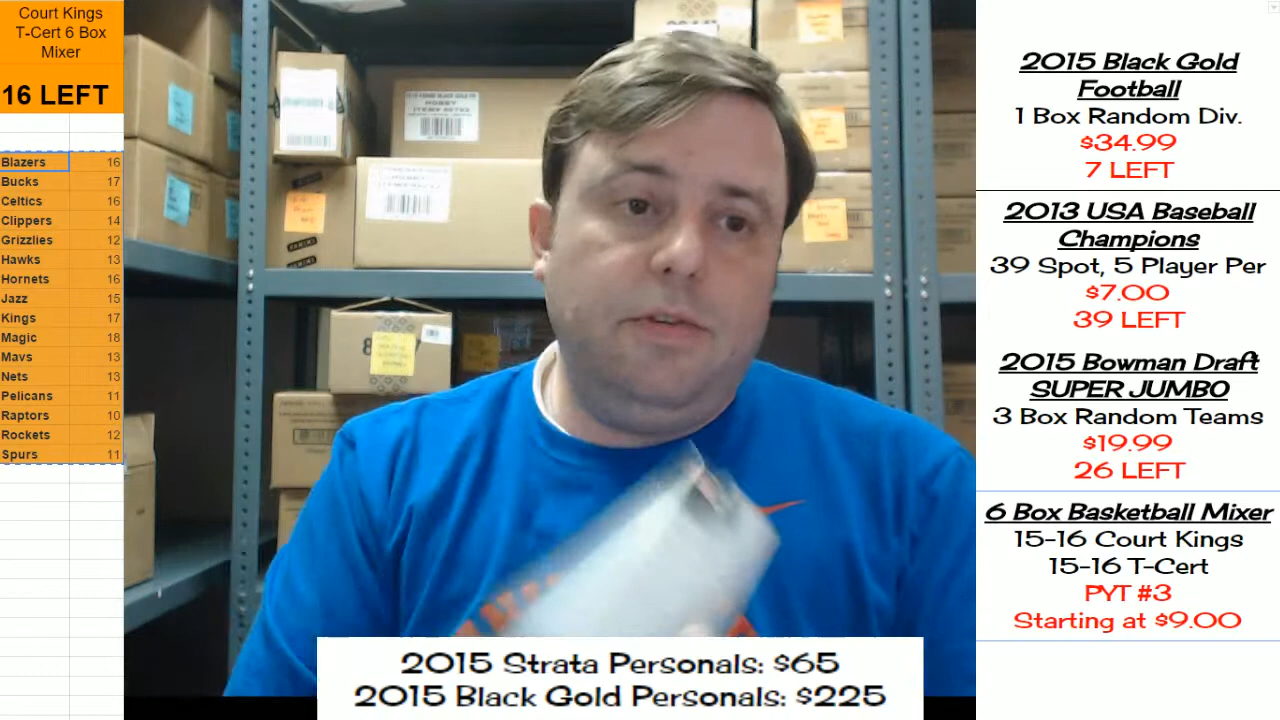 Court Kings
T-Cert 6 Box
Mixer
16 LEFT
Blazers 16
Bucks 17
Celtics 16
Clippers 14
Grizzlies 12
Hawks 13
Hornets 16
Jazz 15
Kings 17
Magic 18
Mavs 13
Nets 13
Pelicans 11
Raptors 10
Rockets 12
Spurs 11
HOBBY
PANINI
PANINI
2015 Black Gold
Football
1 Box Random Div.
$34.99
7 LEFT
2013 USA Baseball
Champions
39 Spot, 5 Player Per
$7.00
39 LEFT
2015 Bowman Draft
SUPER JUMBO
3 Box Random Teams
$19.99
26 LEFT
6 Box Basketball Mixer
15-16 Court Kings
15-16 T-Cert
PYT #3
Starting at $9.00
2015 Strata Personals: $65
2015 Black Gold Personals: $225